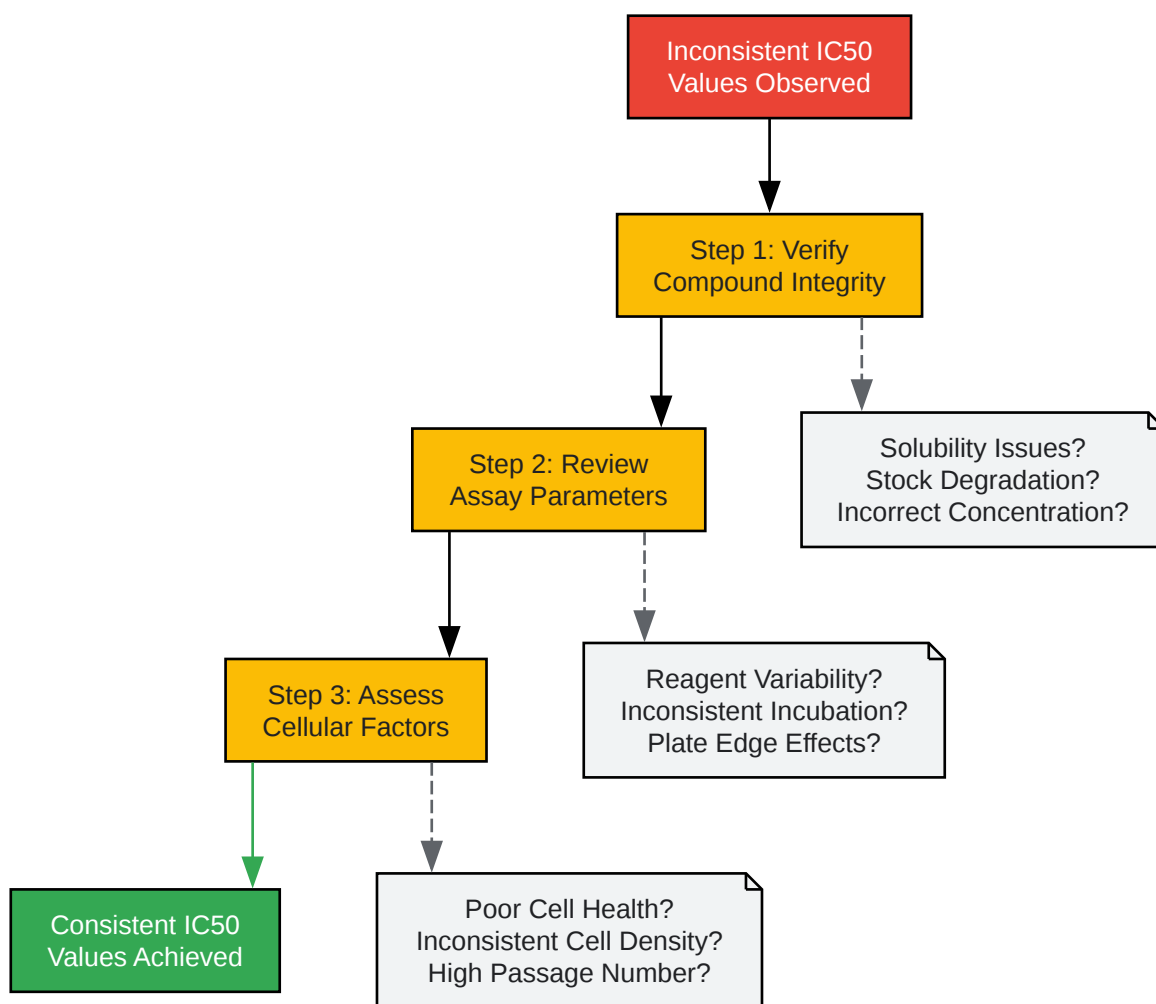 Inconsistent IC50
Values Observed
Step 1: Verify
Compound Integrity
Solubility Issues?
Stock Degradation?
Incorrect Concentration?
Step 2: Review
Assay Parameters
Reagent Variability?
Inconsistent Incubation?
Plate Edge Effects?
Step 3: Assess
Cellular Factors
Poor Cell Health?
Inconsistent Cell Density?
High Passage Number?
Consistent IC50
Values Achieved